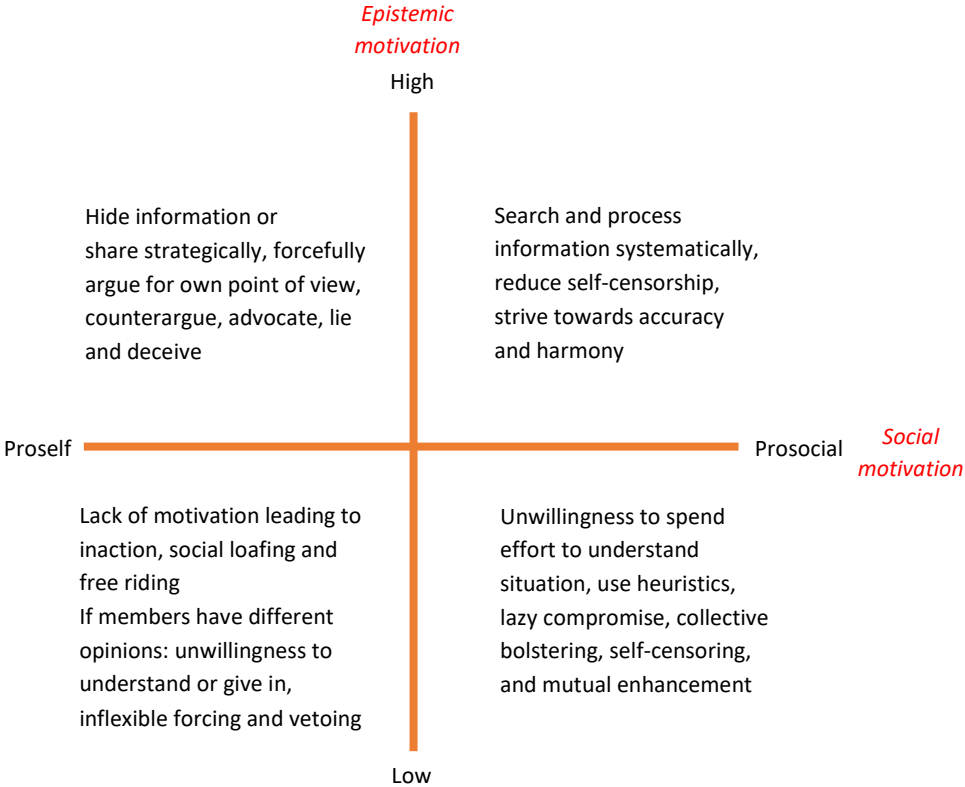 Epistemic
motivation
High
Hide information or
share strategically, forcefully
argue for own point of view,
counterargue, advocate, lie
and deceive
Search and process
information systematically,
reduce self-censorship,
strive towards accuracy
and harmony
Proself
Prosocial
Social
motivation
Lack of motivation leading to
inaction, social loafing and
free riding
If members have different
opinions: unwillingness to
understand or give in,
inflexible forcing and vetoing
Unwillingness to spend
effort to understand
situation, use heuristics,
lazy compromise, collective
bolstering, self-censoring,
and mutual enhancement
Low